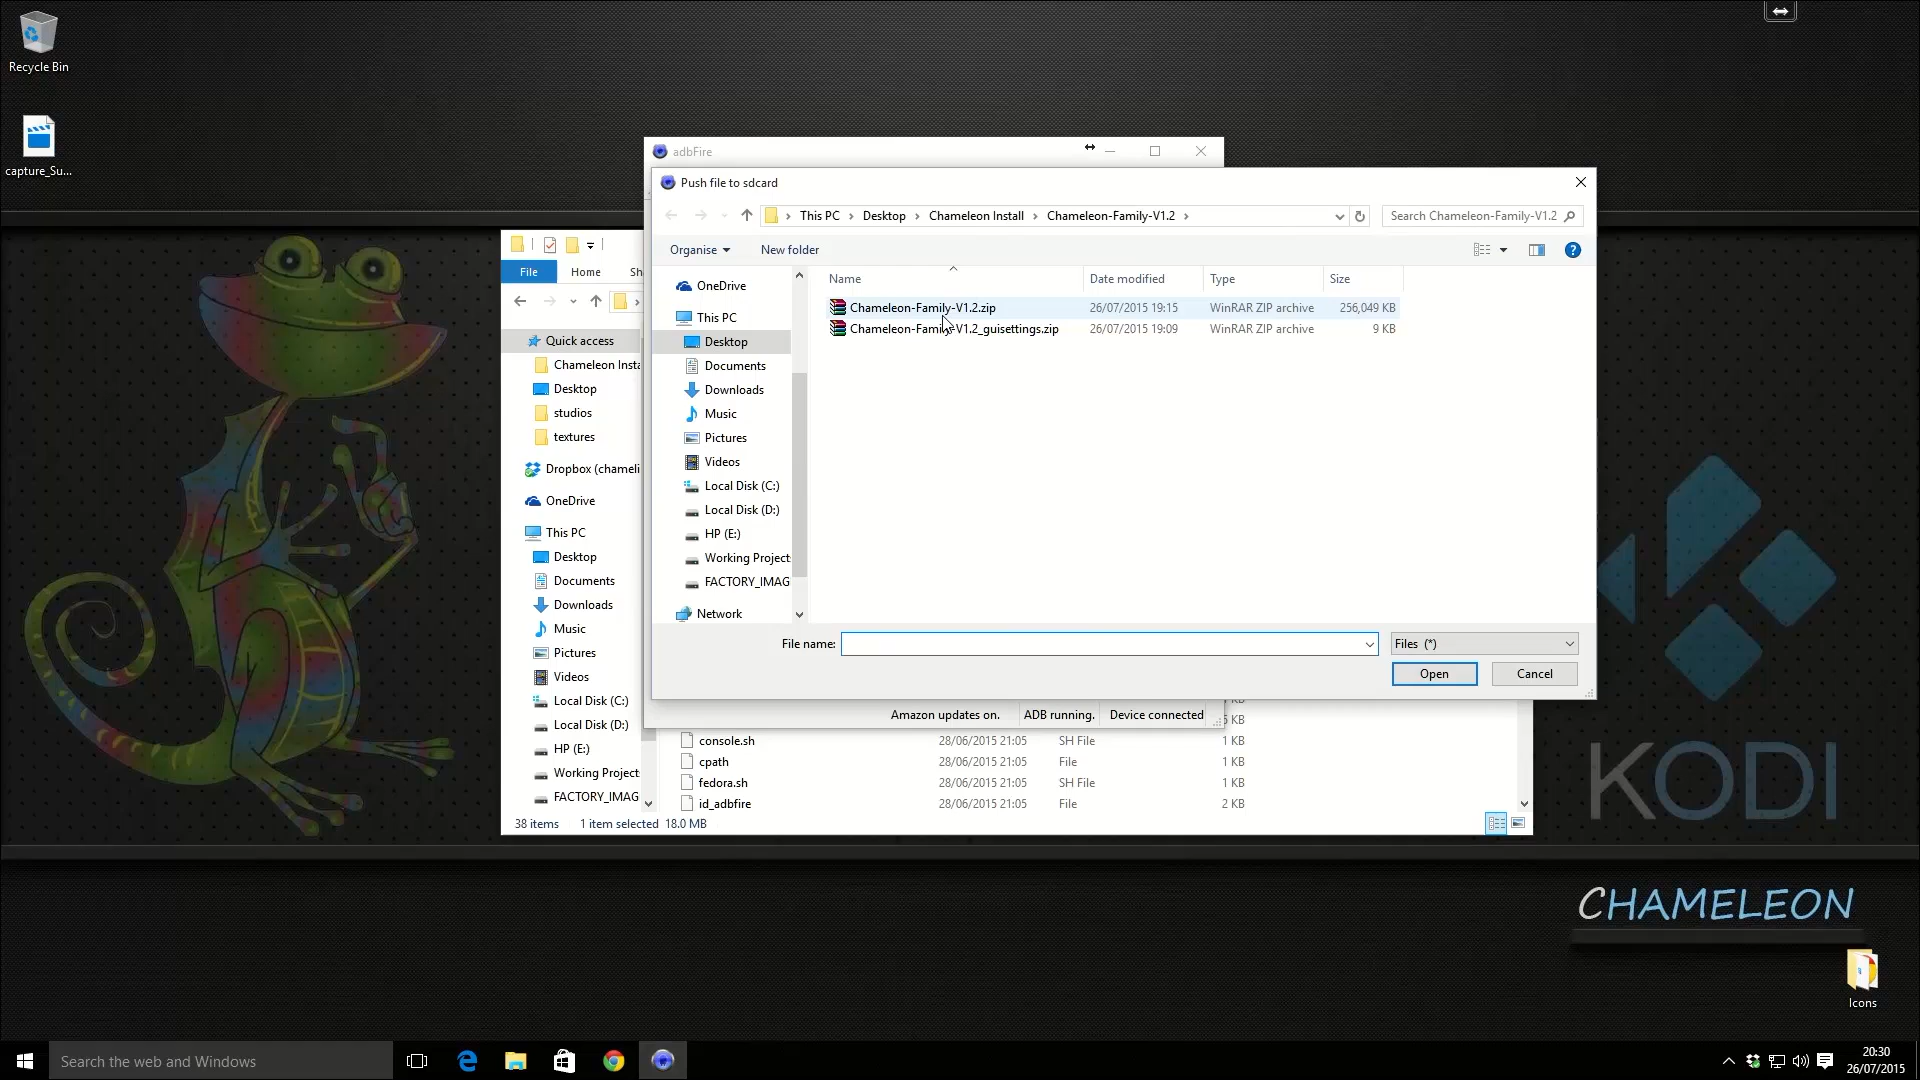 Recycle Bin
capture_Su...
adbFire
Push file to sdcard
This PC
Desktop
Chameleon Install
Chameleon-Family-V1.2
Search Chameleon-Family-V1.2
Organise
New folder
Name
Date modified
Type
Size
Chameleon-Family-V1.2.zip
26/07/2015 19:15
WinRAR ZIP archive
256,049 KB
Chameleon-Family-V1.2_guisettings.zip
26/07/2015 19:09
WinRAR ZIP archive
9 KB
OneDrive
This PC
Desktop
Documents
Downloads
Music
Pictures
Videos
Local Disk (C:)
Local Disk (D:)
HP (E:)
Working Project
FACTORY_IMAG
Network
File name:
Files (*)
Open
Cancel
Amazon updates on.
ADB running.
Device connected
File
Home
Sh
Quick access
Chameleon Insta
Desktop
studios
textures
Dropbox (chameli
OneDrive
This PC
Desktop
Documents
Downloads
Music
Pictures
Videos
Local Disk (C:)
Local Disk (D:)
HP (E:)
Working Project
FACTORY_IMAG
console.sh
28/06/2015 21:05
SH File
1 KB
cpath
28/06/2015 21:05
File
1 KB
fedora.sh
28/06/2015 21:05
SH File
1 KB
id_adbfire
28/06/2015 21:05
File
2 KB
38 items
1 item selected 18.0 MB
KODI
CHAMELEON
Icons
Search the web and Windows
20:30
26/07/2015